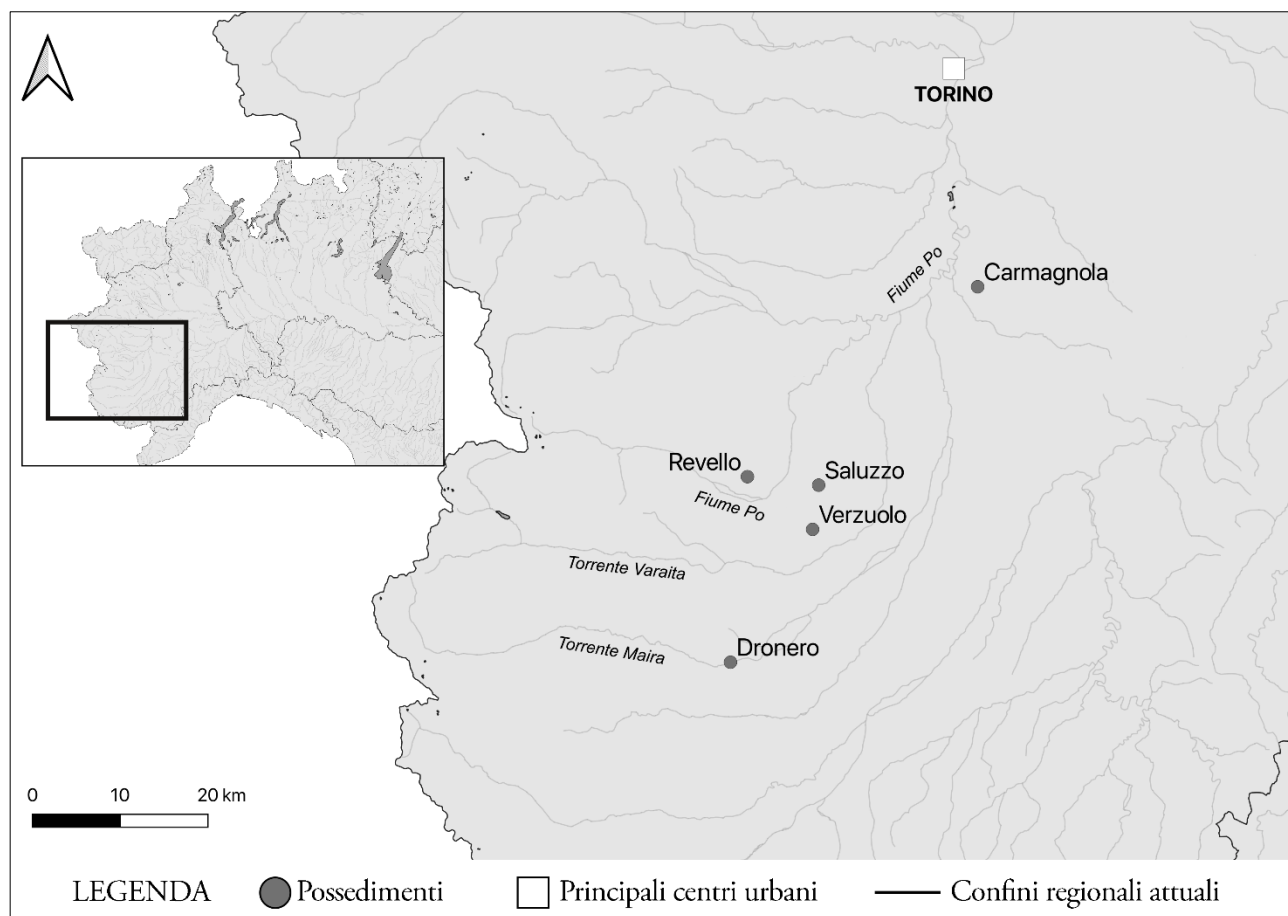 TORINO
Fiume Po
Carmagnola
Revello
Saluzzo
Fiume Po
Verzuolo
Torrente Varaita
Torrente Maira
Dronero
0 10 20 km
LEGENDA Possedimenti Principali centri urbani Confini regionali attuali